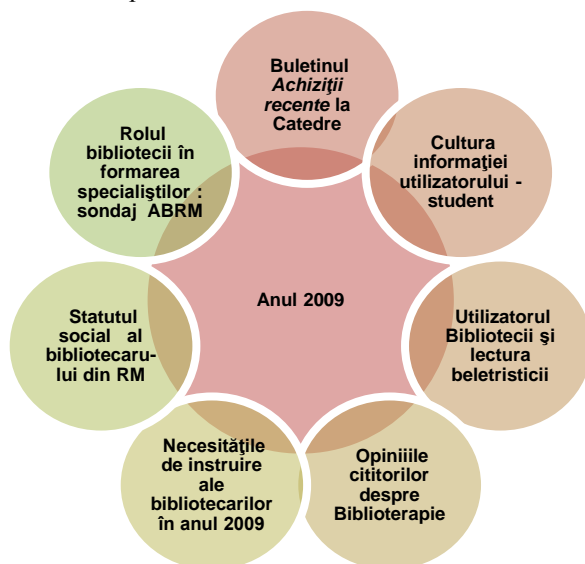 Buletinul
Achiziţii
recente la
Catedre
Cultura
informaţiei
utilizatorului -
student
Utilizatorul
Bibliotecii şi
lectura
beletristicii
Opiniiile
cititorilor
despre
Biblioterapie
Necesităţile
de instruire
ale
bibliotecarilor
în anul 2009
Statutul
social al
bibliotecaru-
lui din RM
Rolul
bibliotecii în
formarea
specialiştilor :
sondaj ABRM
Anul 2009